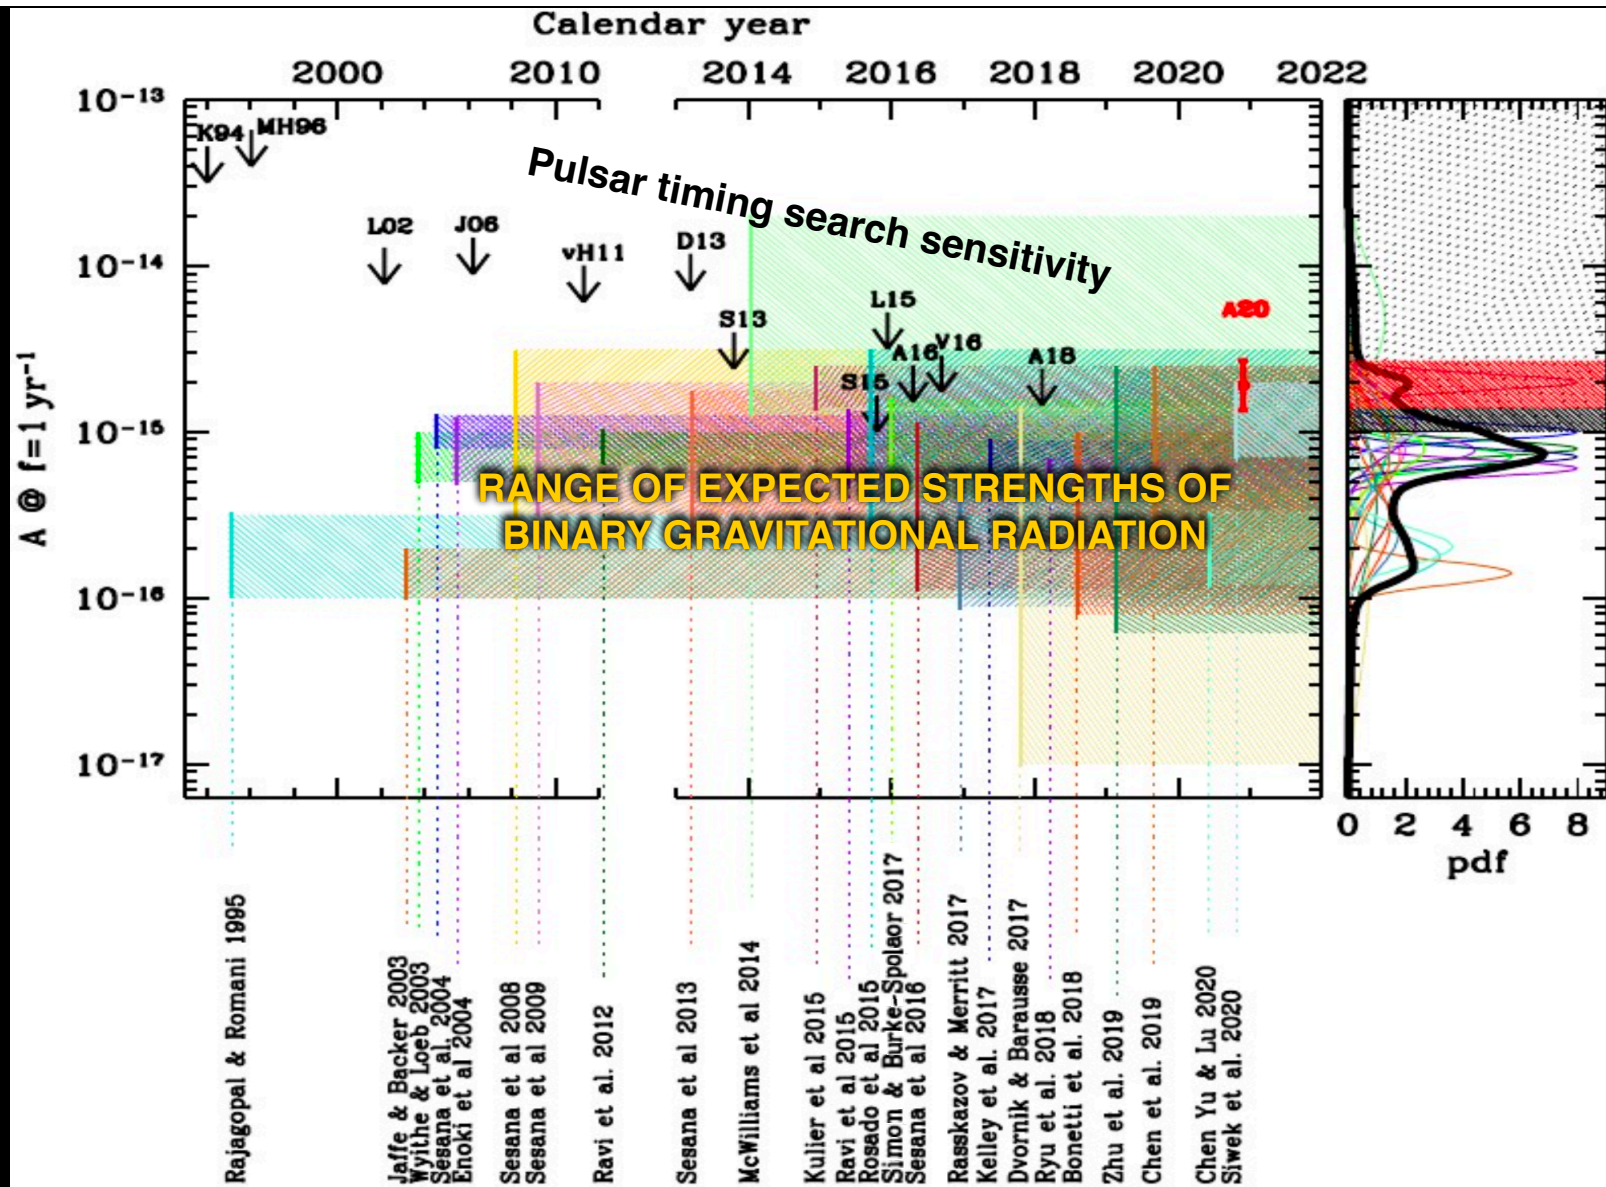 Calendar year
2000 2010 2014 2016 2018 2020 2022
10⁻¹³
K94 MH96
Pulsar timing search sensitivity
L02 J06 vH11 D13
10⁻¹⁴
S13 L15 A20
A16 V16 A18
S15
A @ f=1 yr⁻¹
10⁻¹⁵
RANGE OF EXPECTED STRENGTHS OF
BINARY GRAVITATIONAL RADIATION
10⁻¹⁶
10⁻¹⁷
0 2 4 6 8
pdf
Rajagopal & Romani 1995
Jaffe & Backer 2003
Wyithe & Loeb 2003
Sesana et al. 2004
Enoki et al 2004
Sesana et al 2008
Sesana et al 2009
Ravi et al. 2012
Sesana et al 2013
McWilliams et al 2014
Kulier et al 2015
Ravi et al 2015
Rosado et al 2015
Simon & Burke-Spolaor 2017
Sesana et al 2016
Rasskazov & Merritt 2017
Kelley et al. 2017
Dvornik & Barausse 2017
Ryu et al. 2018
Bonetti et al. 2018
Zhu et al. 2019
Chen et al. 2019
Chen Yu & Lu 2020
Siwek et al. 2020